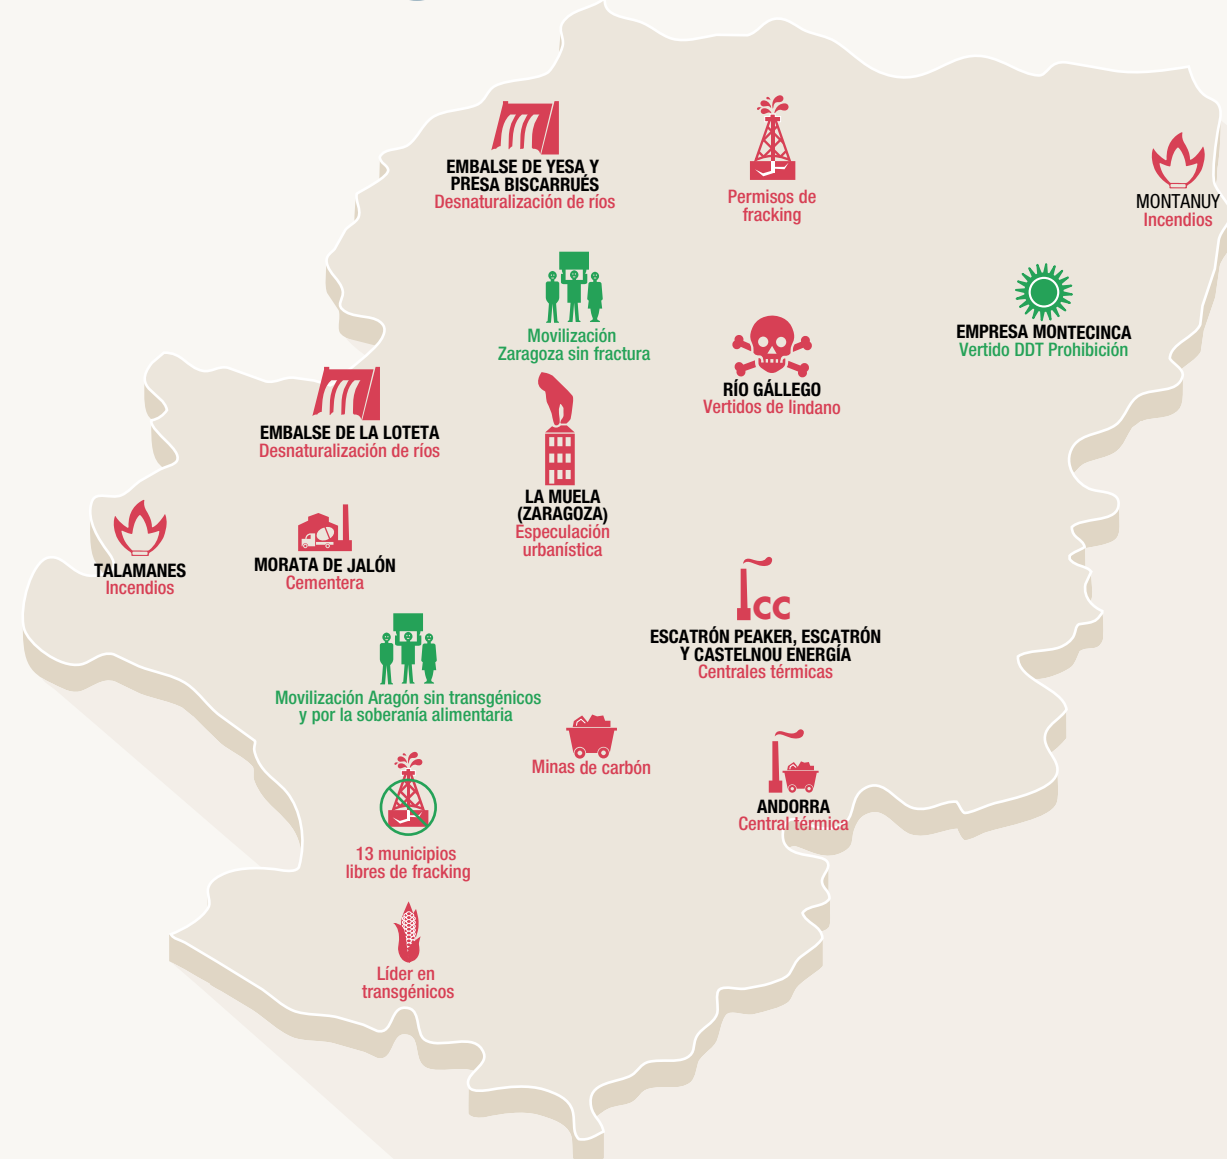 EMBALSE DE YESA Y
PRESA BISCARRUÉS
Desnaturalización de ríos
Permisos de
fracking
MONTANUY
Incendios
Movilización
Zaragoza sin fractura
EMPRESA MONTECINCA
Vertido DDT Prohibición
RÍO GÁLLEGO
Vertidos de lindano
EMBALSE DE LA LOTETA
Desnaturalización de ríos
LA MUELA
(ZARAGOZA)
Especulación
urbanística
TALAMANES
Incendios
MORATA DE JALÓN
Cementera
CC
ESCATRÓN PEAKER, ESCATRÓN
Y CASTELNOU ENERGÍA
Centrales térmicas
Movilización Aragón sin transgénicos
y por la soberanía alimentaria
Minas de carbón
ANDORRA
Central térmica
13 municipios
libres de fracking
Líder en
transgénicos